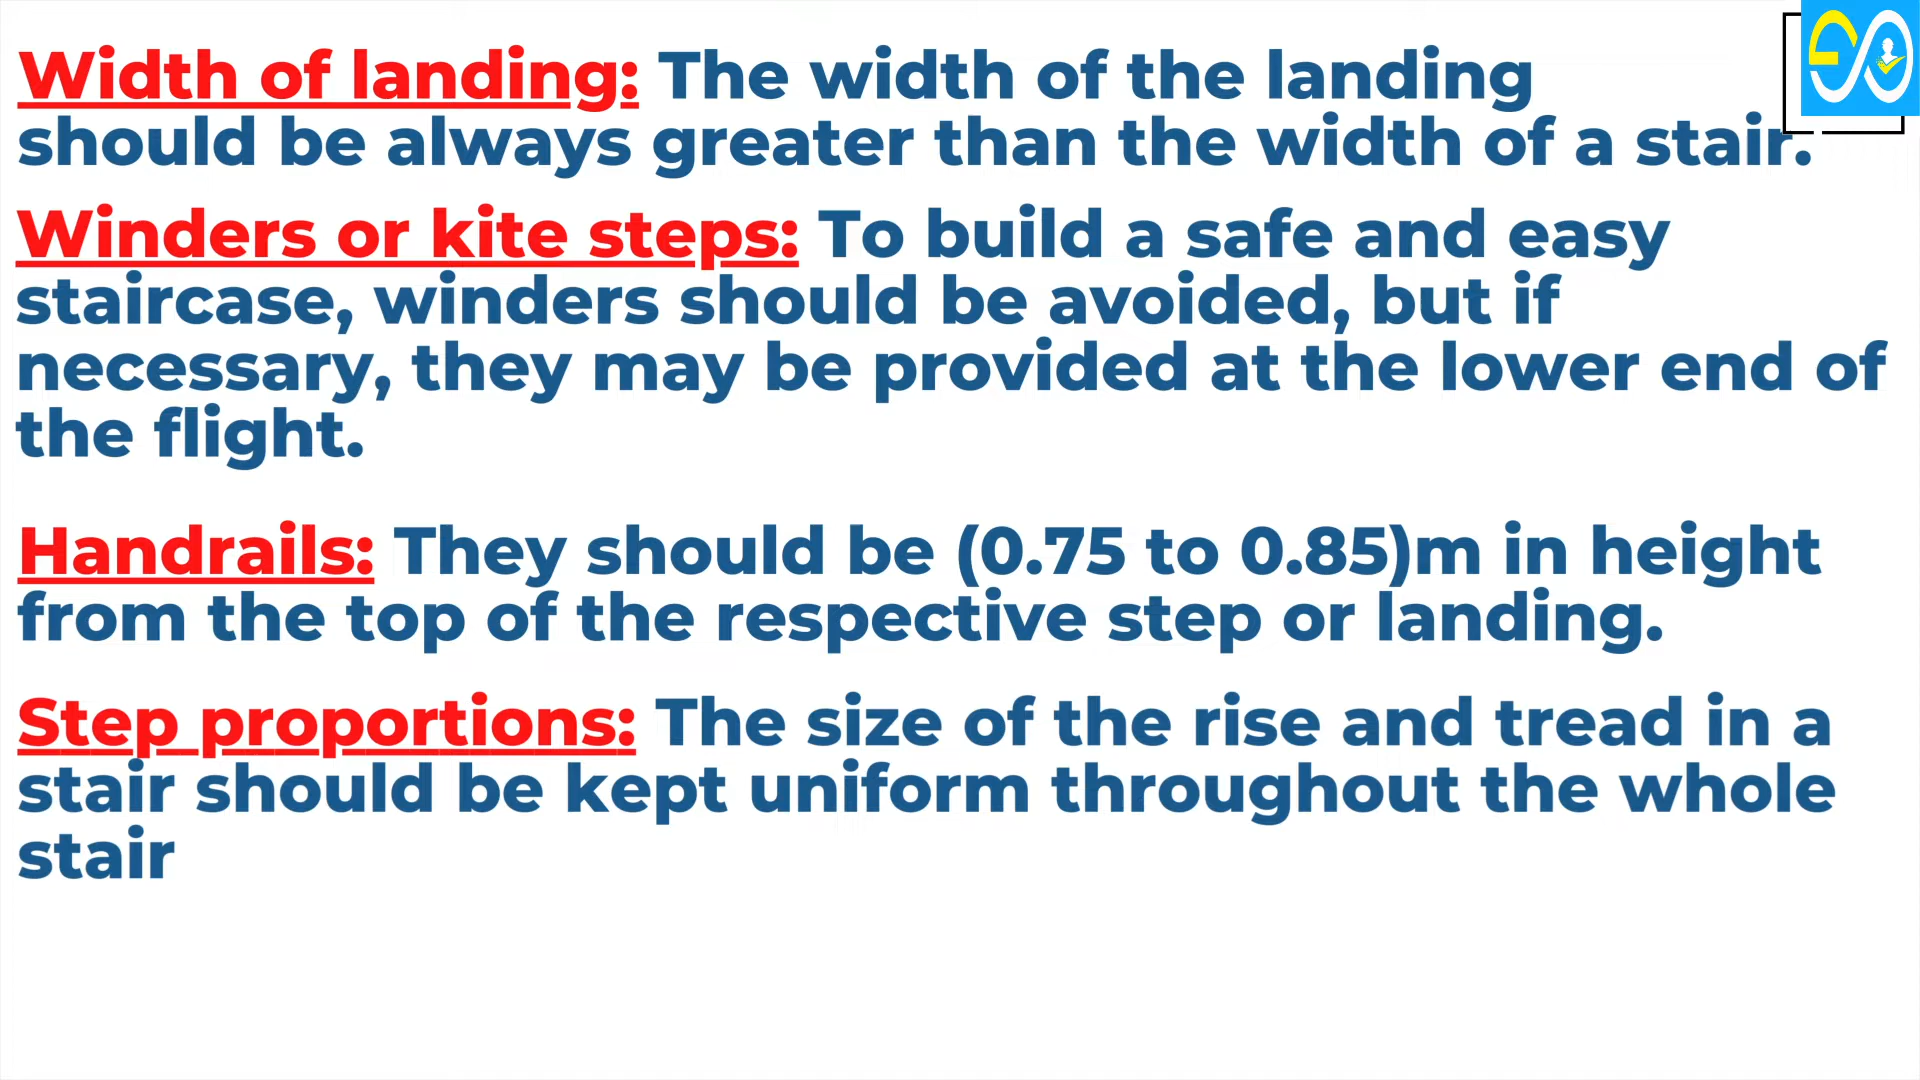 Width of landing: The width of the landing
should be always greater than the width of a stair.
Winders or kite steps: To build a safe and easy
staircase, winders should be avoided, but if
necessary, they may be provided at the lower end of
the flight.
Handrails: They should be (0.75 to 0.85)m in height
from the top of the respective step or landing.
Step proportions: The size of the rise and tread in a
stair should be kept uniform throughout the whole
stair